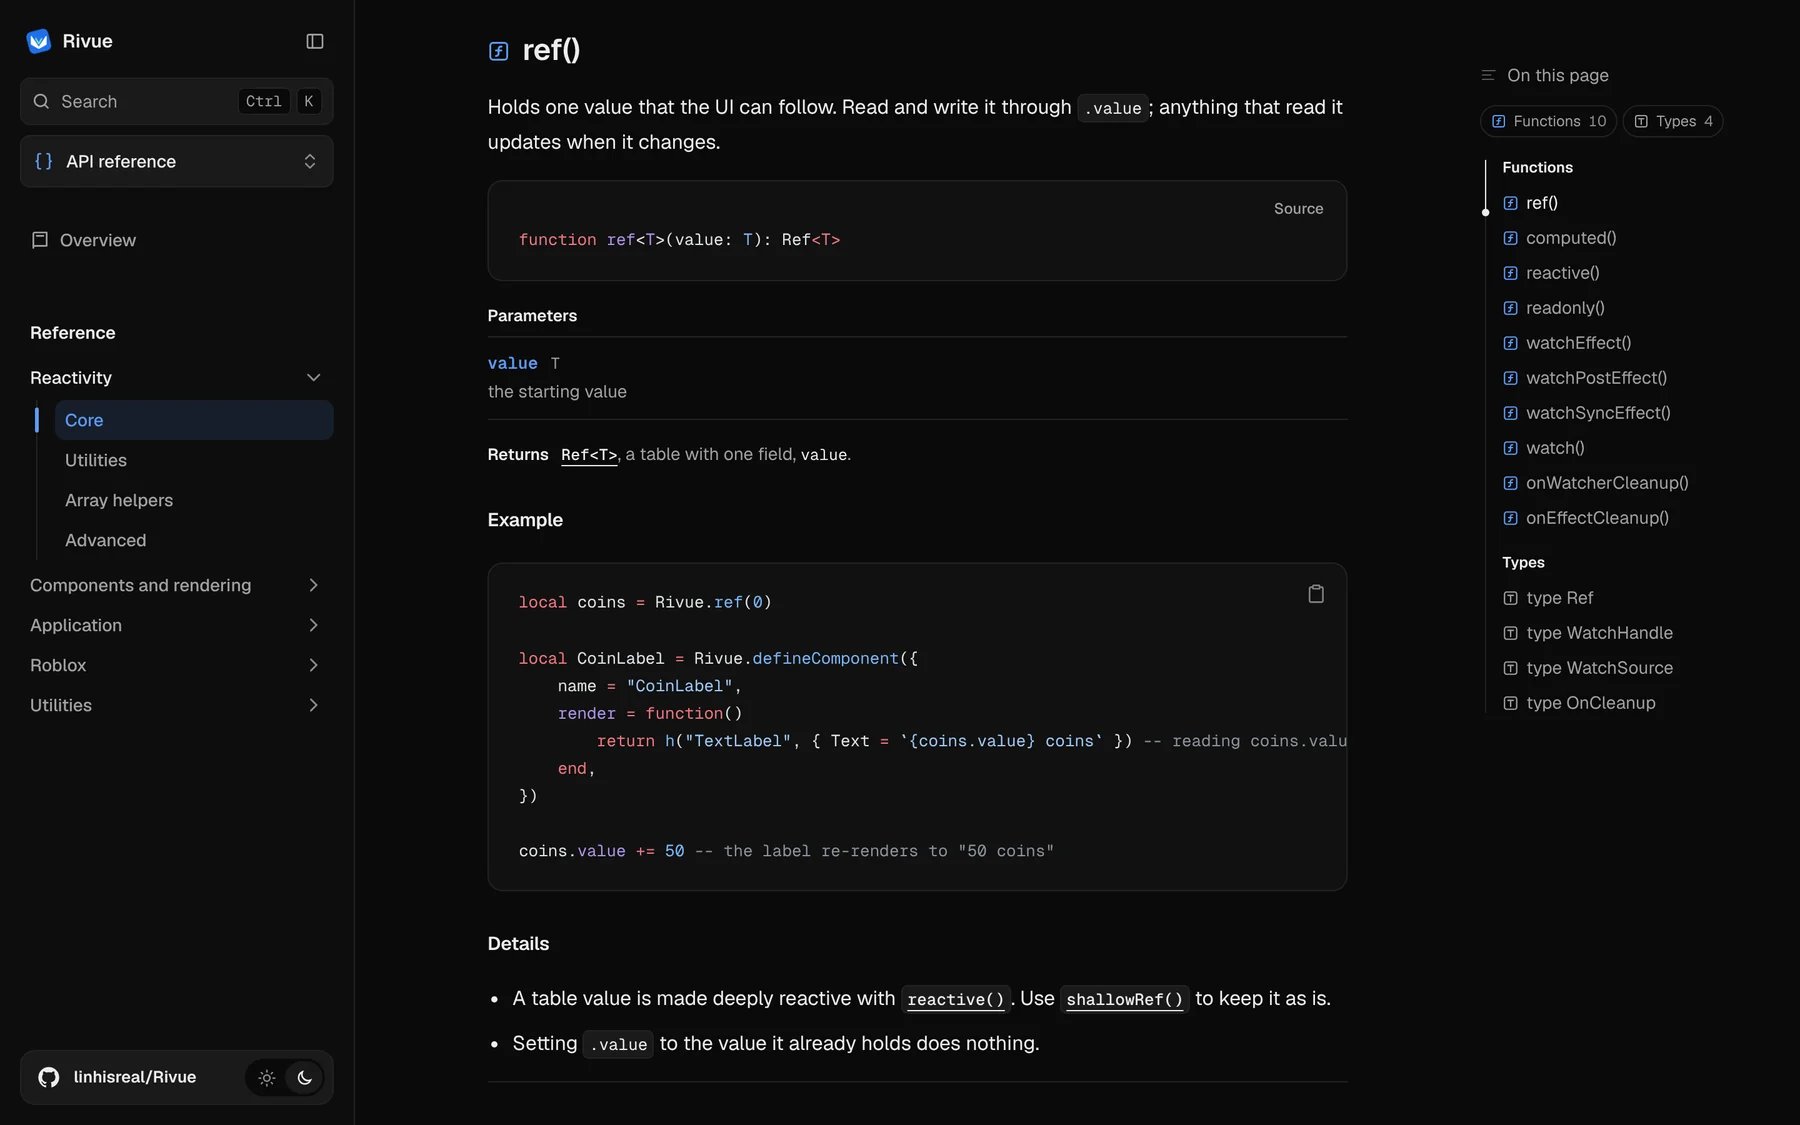 Rivue
Search Ctrl K
API reference
Overview
Reference
Reactivity
Core
Utilities
Array helpers
Advanced
Components and rendering
Application
Roblox
Utilities
linhisreal/Rivue
ref()
Holds one value that the UI can follow. Read and write it through .value; anything that read it
updates when it changes.
Source
function ref<T>(value: T): Ref<T>
Parameters
value T
the starting value
Returns Ref<T>, a table with one field, value.
Example
local coins = Rivue.ref(0)
local CoinLabel = Rivue.defineComponent({
    name = "CoinLabel",
    render = function()
        return h("TextLabel", { Text = `{coins.value} coins` }) -- reading coins.valu
    end,
})
coins.value += 50 -- the label re-renders to "50 coins"
Details
• A table value is made deeply reactive with reactive(). Use shallowRef() to keep it as is.
• Setting .value to the value it already holds does nothing.
On this page
Functions 10 Types 4
Functions
ref()
computed()
reactive()
readonly()
watchEffect()
watchPostEffect()
watchSyncEffect()
watch()
onWatcherCleanup()
onEffectCleanup()
Types
type Ref
type WatchHandle
type WatchSource
type OnCleanup